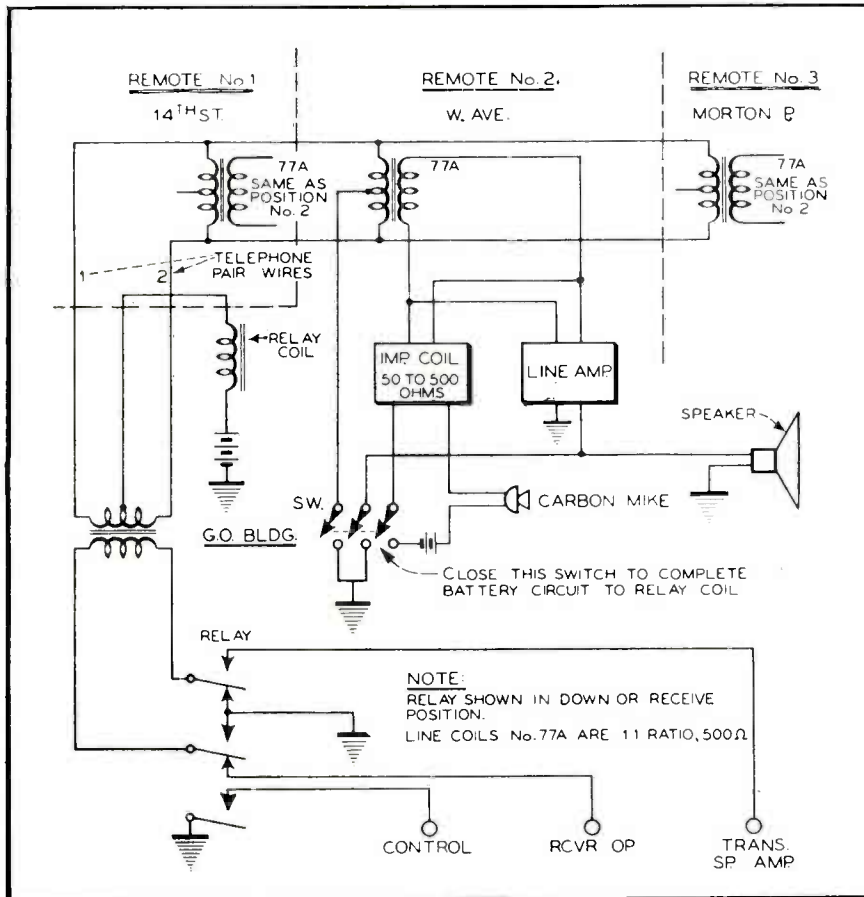 REMOTE No.1
14TH ST.
REMOTE No.2.
W. AVE.
REMOTE No.3
MORTON P.
77A
SAME AS
POSITION
No. 2
77A
77A
SAME AS
POSITION
No 2
1
2
TELEPHONE
PAIR WIRES
RELAY
COIL
IMP. COIL
50 TO 500
OHMS
LINE AMP.
SPEAKER
SW.
CARBON MIKE
G.O. BLDG.
CLOSE THIS SWITCH TO COMPLETE
BATTERY CIRCUIT TO RELAY COIL
RELAY
NOTE:
RELAY SHOWN IN DOWN OR RECEIVE
POSITION.
LINE COILS No. 77A ARE 1:1 RATIO, 500Ω
CONTROL
RCVR OP
TRANS.
SP. AMP.